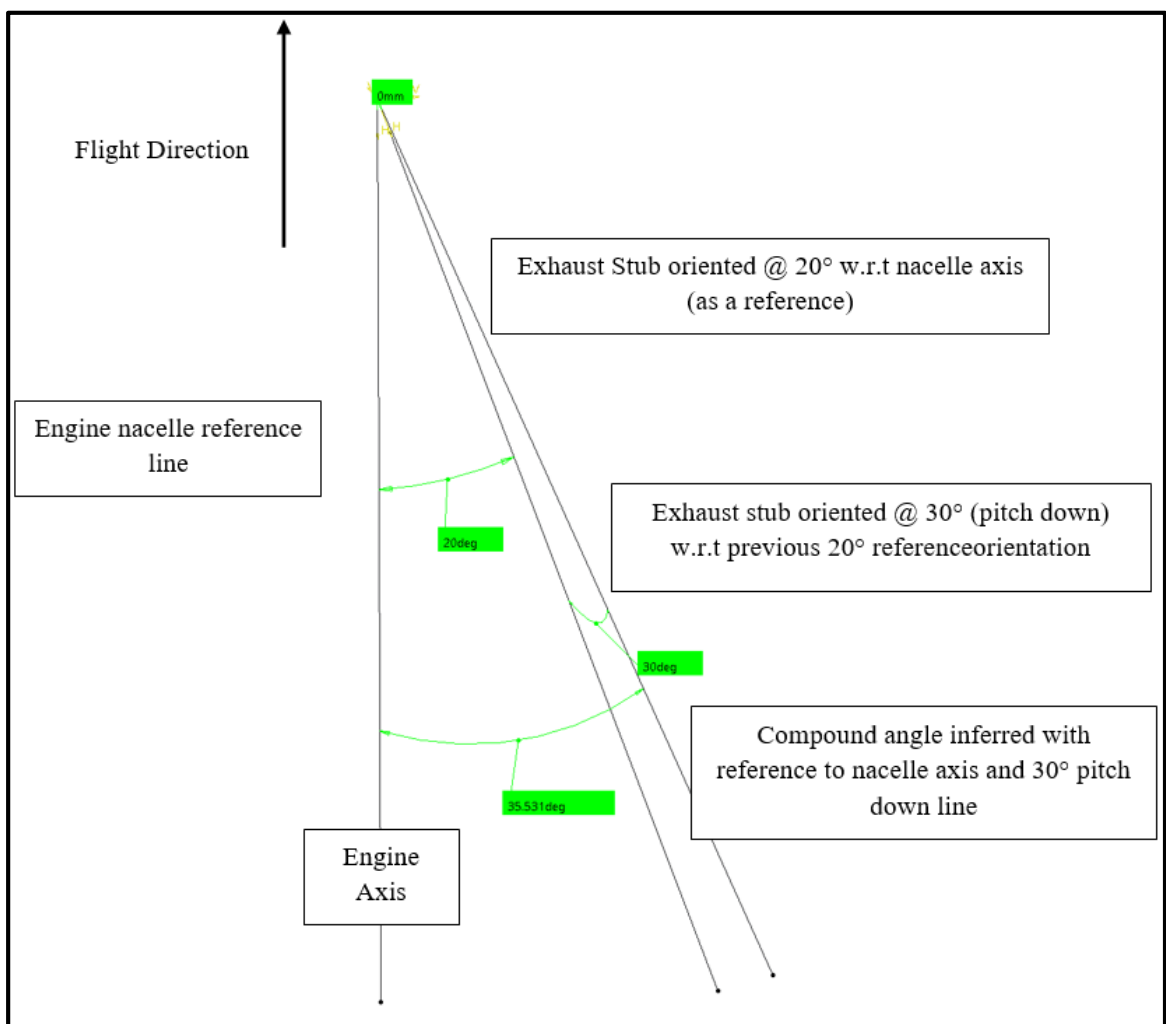 0mm
H H
Flight Direction
Exhaust Stub oriented @ 20° w.r.t nacelle axis
(as a reference)
Engine nacelle reference
line
Exhaust stub oriented @ 30° (pitch down)
w.r.t previous 20° referenceorientation
20deg
30deg
Compound angle inferred with
reference to nacelle axis and 30° pitch
down line
35.531deg
Engine
Axis